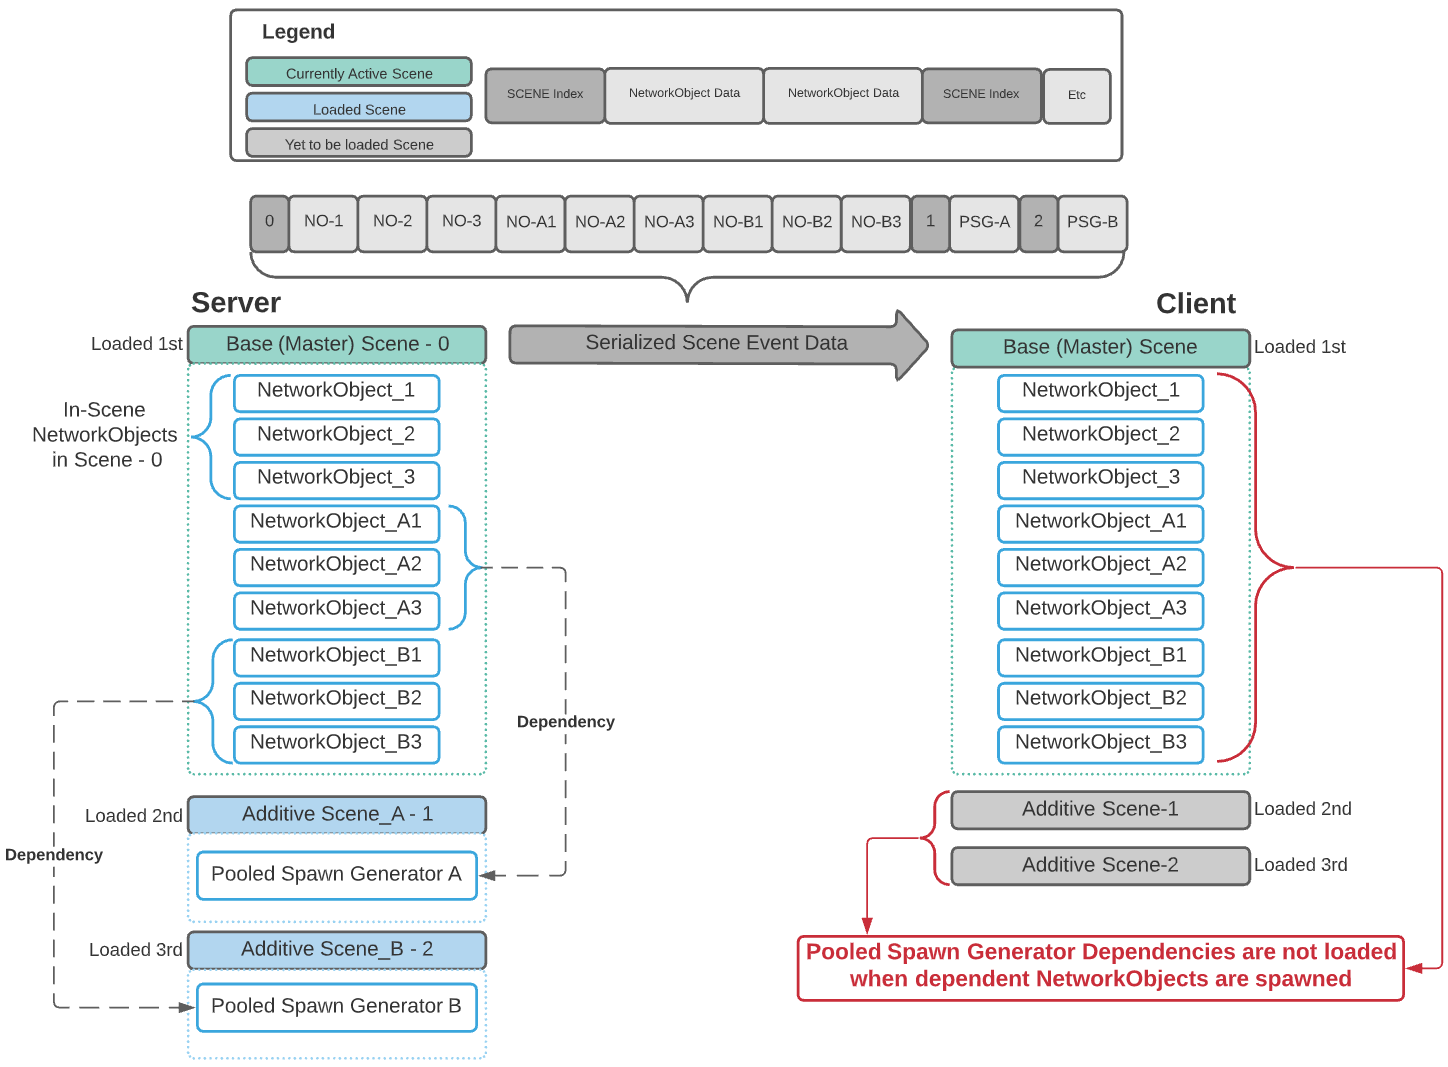 Legend
Currently Active Scene
Loaded Scene
Yet to be loaded Scene
SCENE Index
NetworkObject Data
NetworkObject Data
SCENE Index
Etc
0
NO-1
NO-2
NO-3
NO-A1
NO-A2
NO-A3
NO-B1
NO-B2
NO-B3
1
PSG-A
2
PSG-B
Server
Loaded 1st
Base (Master) Scene - 0
In-Scene
NetworkObjects
in Scene - 0
NetworkObject_1
NetworkObject_2
NetworkObject_3
NetworkObject_A1
NetworkObject_A2
NetworkObject_A3
NetworkObject_B1
NetworkObject_B2
NetworkObject_B3
Dependency
Loaded 2nd
Additive Scene_A - 1
Dependency
Pooled Spawn Generator A
Loaded 3rd
Additive Scene_B - 2
Pooled Spawn Generator B
Serialized Scene Event Data
Client
Base (Master) Scene
Loaded 1st
NetworkObject_1
NetworkObject_2
NetworkObject_3
NetworkObject_A1
NetworkObject_A2
NetworkObject_A3
NetworkObject_B1
NetworkObject_B2
NetworkObject_B3
Additive Scene-1
Loaded 2nd
Additive Scene-2
Loaded 3rd
Pooled Spawn Generator Dependencies are not loaded
when dependent NetworkObjects are spawned